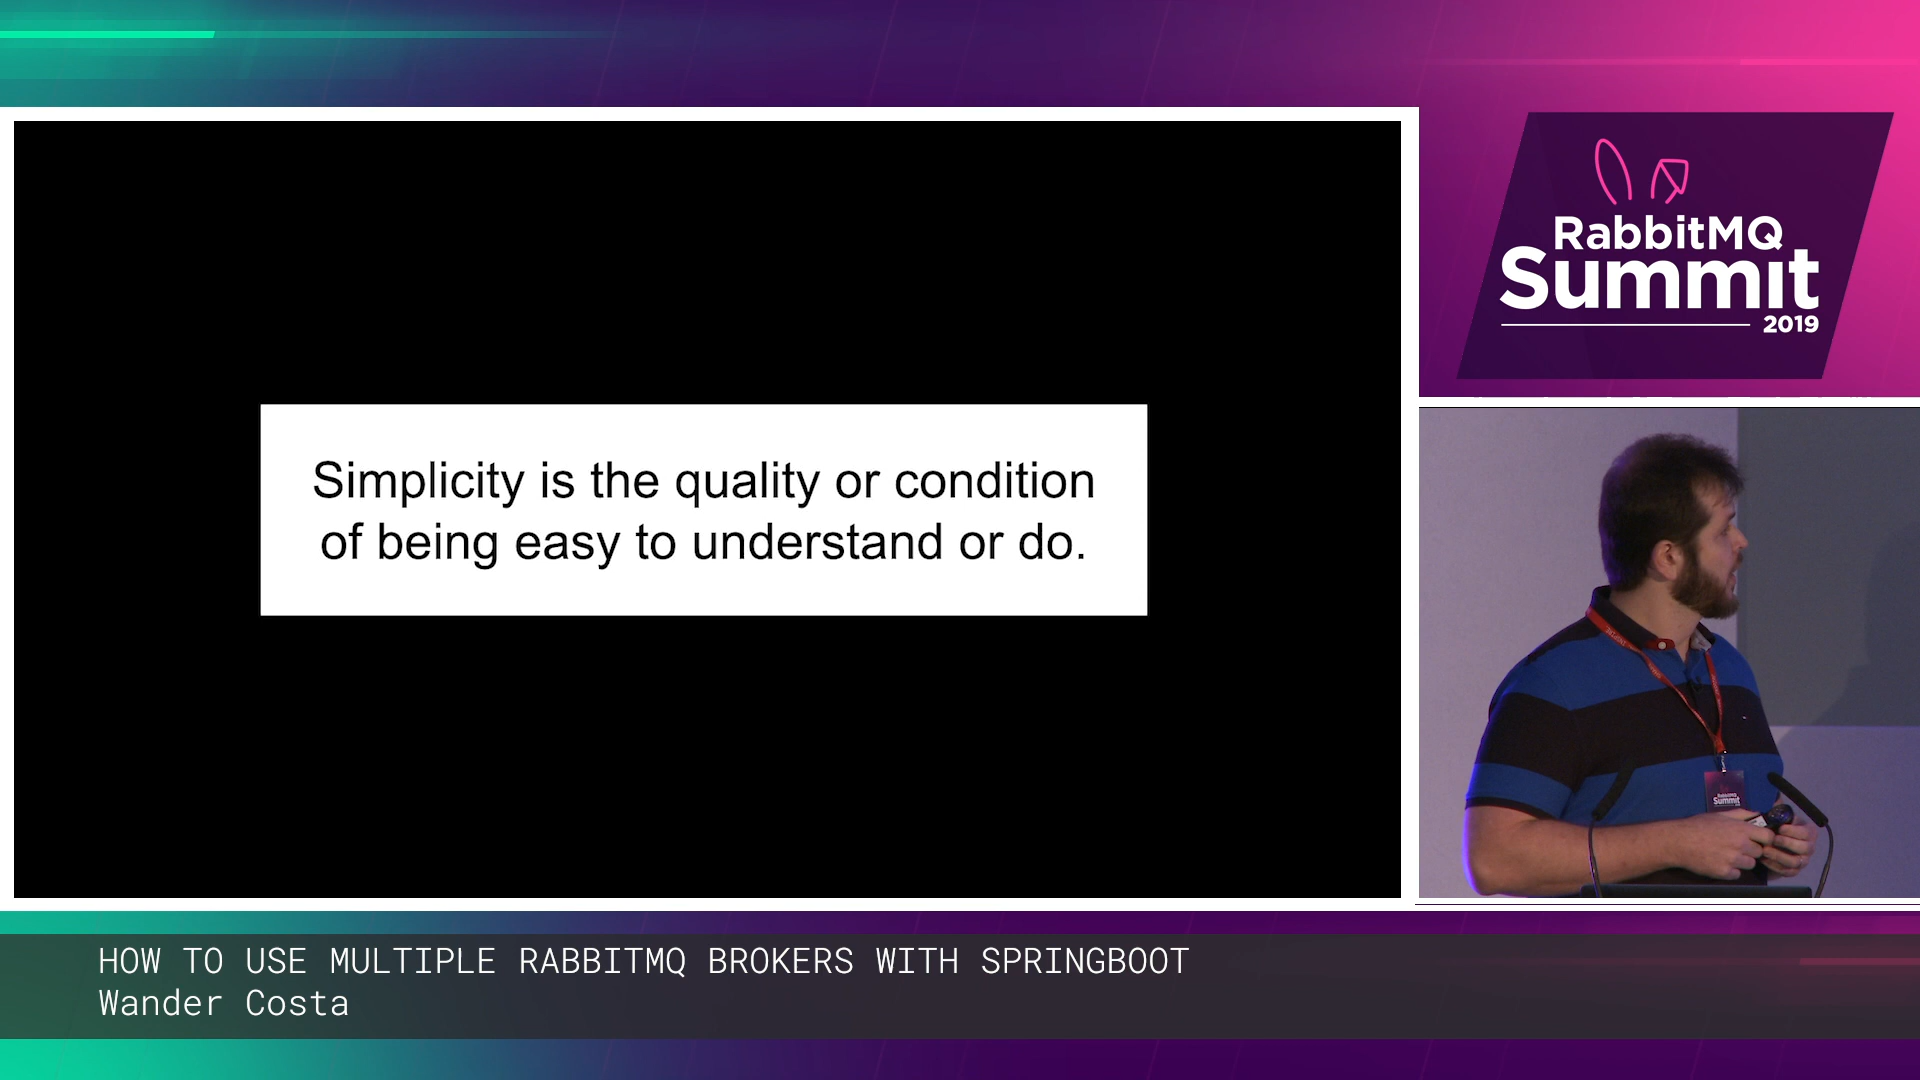 RabbitMQ
Summit
2019
Simplicity is the quality or condition
of being easy to understand or do.
Summit
HOW TO USE MULTIPLE RABBITMQ BROKERS WITH SPRINGBOOT
Wander Costa